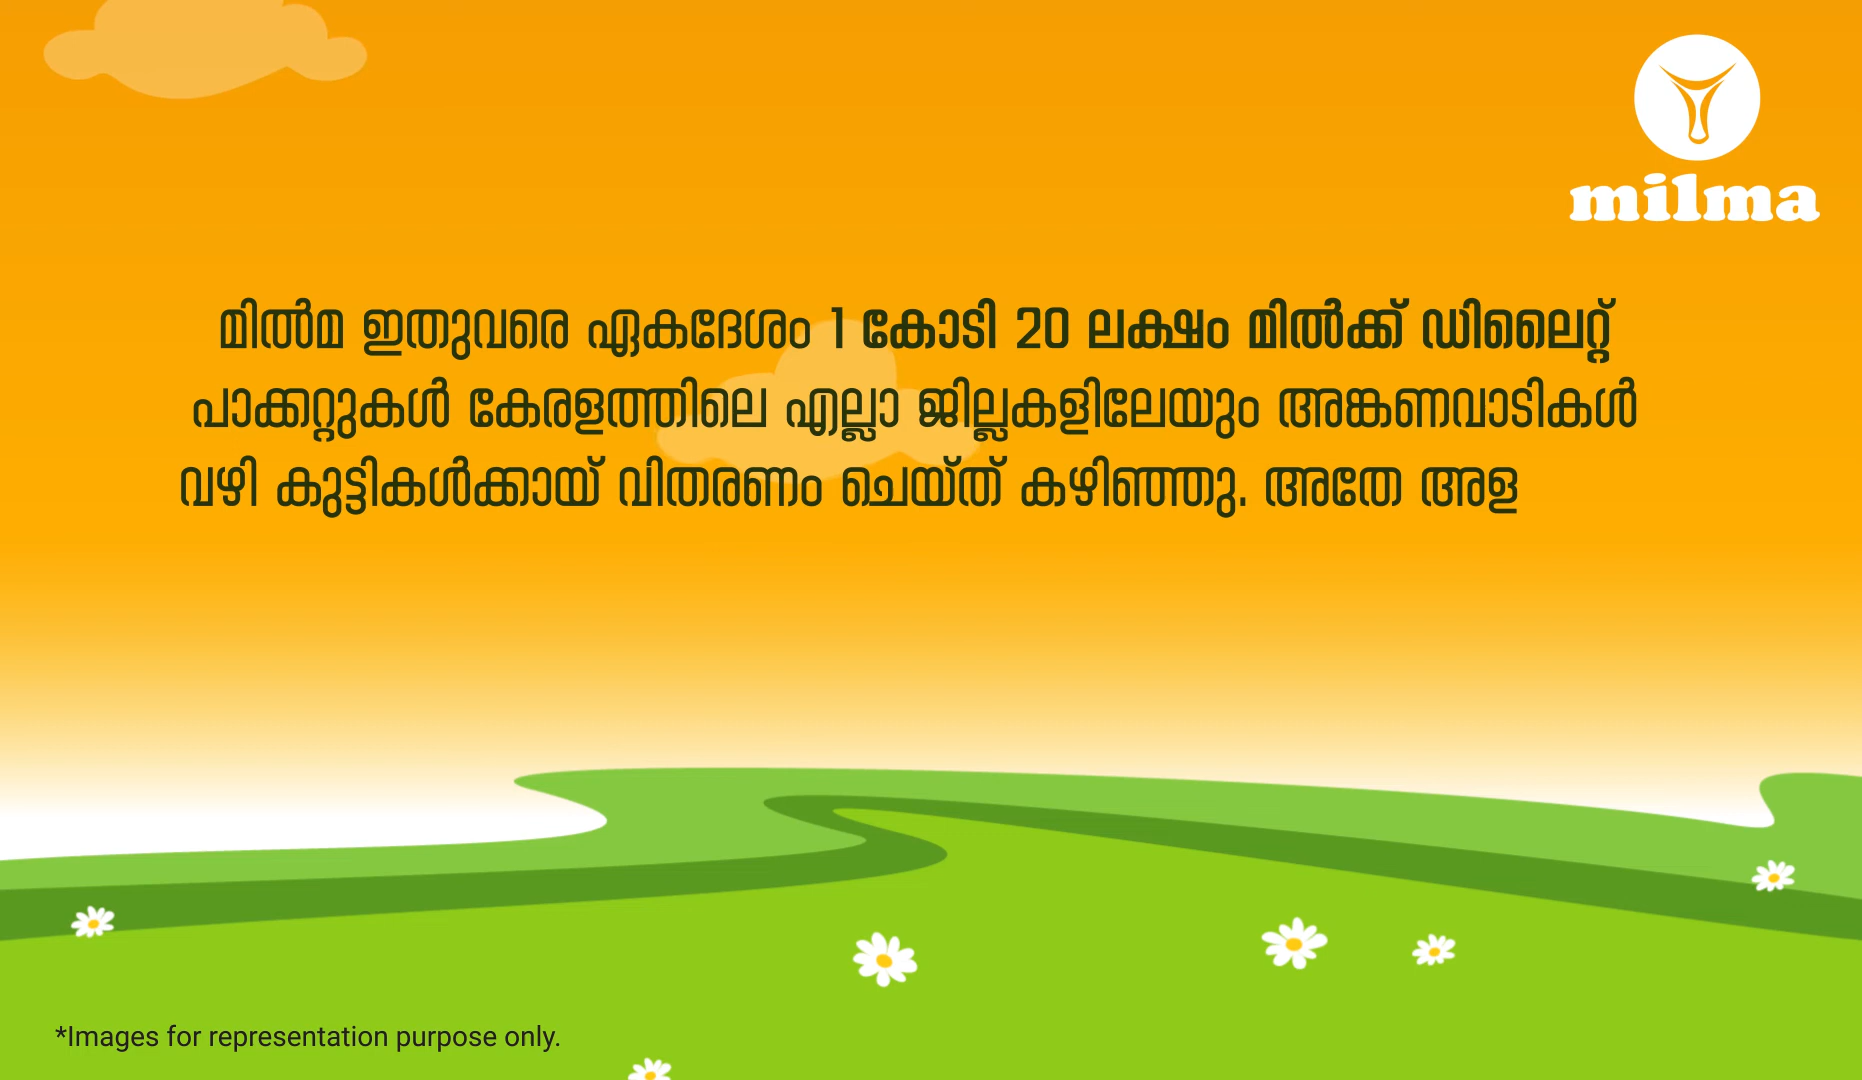 milma
മിൽമ ഇതുവരെ ഏകദേശം 1 കോടി 20 ലക്ഷം മിൽക്ക് ഡിലൈറ്റ്
പാക്കറ്റുകൾ കേരളത്തിലെ എല്ലാ ജില്ലകളിലേയും അങ്കണവാടികൾ
വഴി കുട്ടികൾക്കായ് വിതരണം ചെയ്ത് കഴിഞ്ഞു. അതേ അള
*Images for representation purpose only.